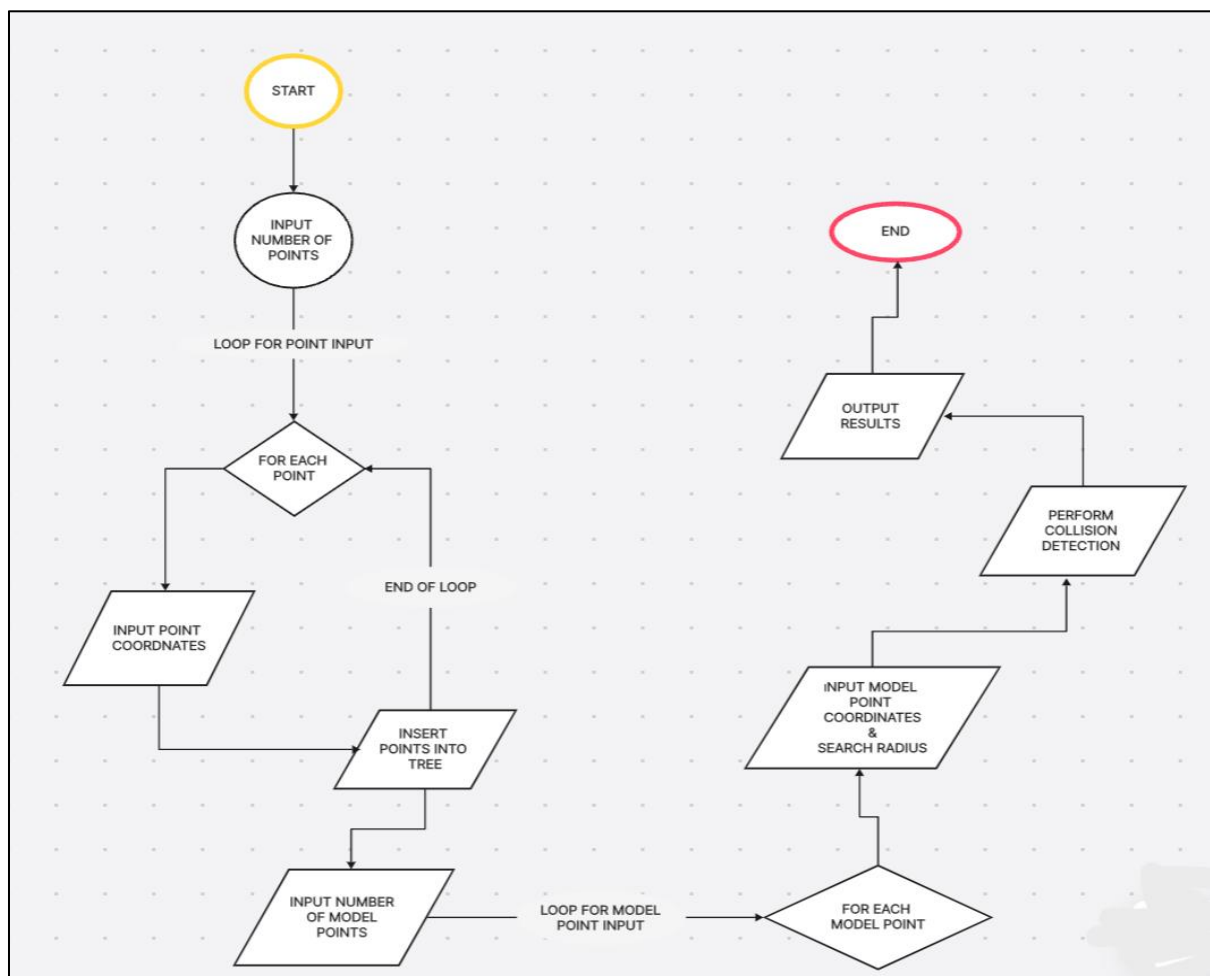 START
INPUT
NUMBER OF
POINTS
LOOP FOR POINT INPUT
FOR EACH
POINT
END OF LOOP
INPUT POINT
COORDNATES
INSERT
POINTS INTO
TREE
INPUT NUMBER
OF MODEL
POINTS
LOOP FOR MODEL
POINT INPUT
FOR EACH
MODEL POINT
INPUT MODEL
POINT
COORDINATES
&
SEARCH RADIUS
PERFORM
COLLISION
DETECTION
OUTPUT
RESULTS
END